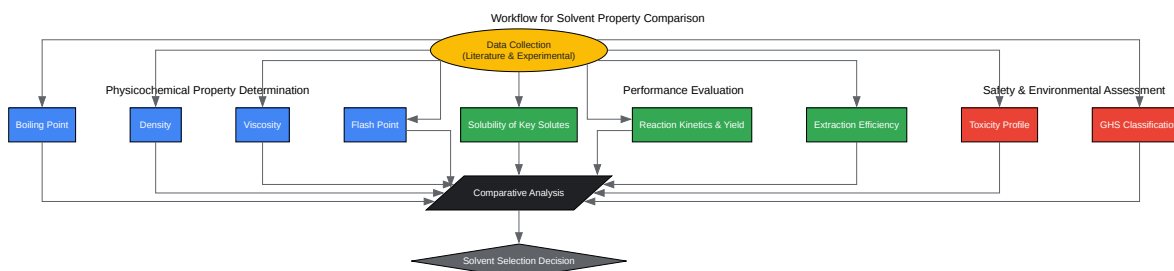 Workflow for Solvent Property Comparison
Data Collection
(Literature & Experimental)
Physicochemical Property Determination
Performance Evaluation
Safety & Environmental Assessment
Boiling Point
Density
Viscosity
Flash Point
Solubility of Key Solutes
Reaction Kinetics & Yield
Extraction Efficiency
Toxicity Profile
GHS Classification
Comparative Analysis
Solvent Selection Decision